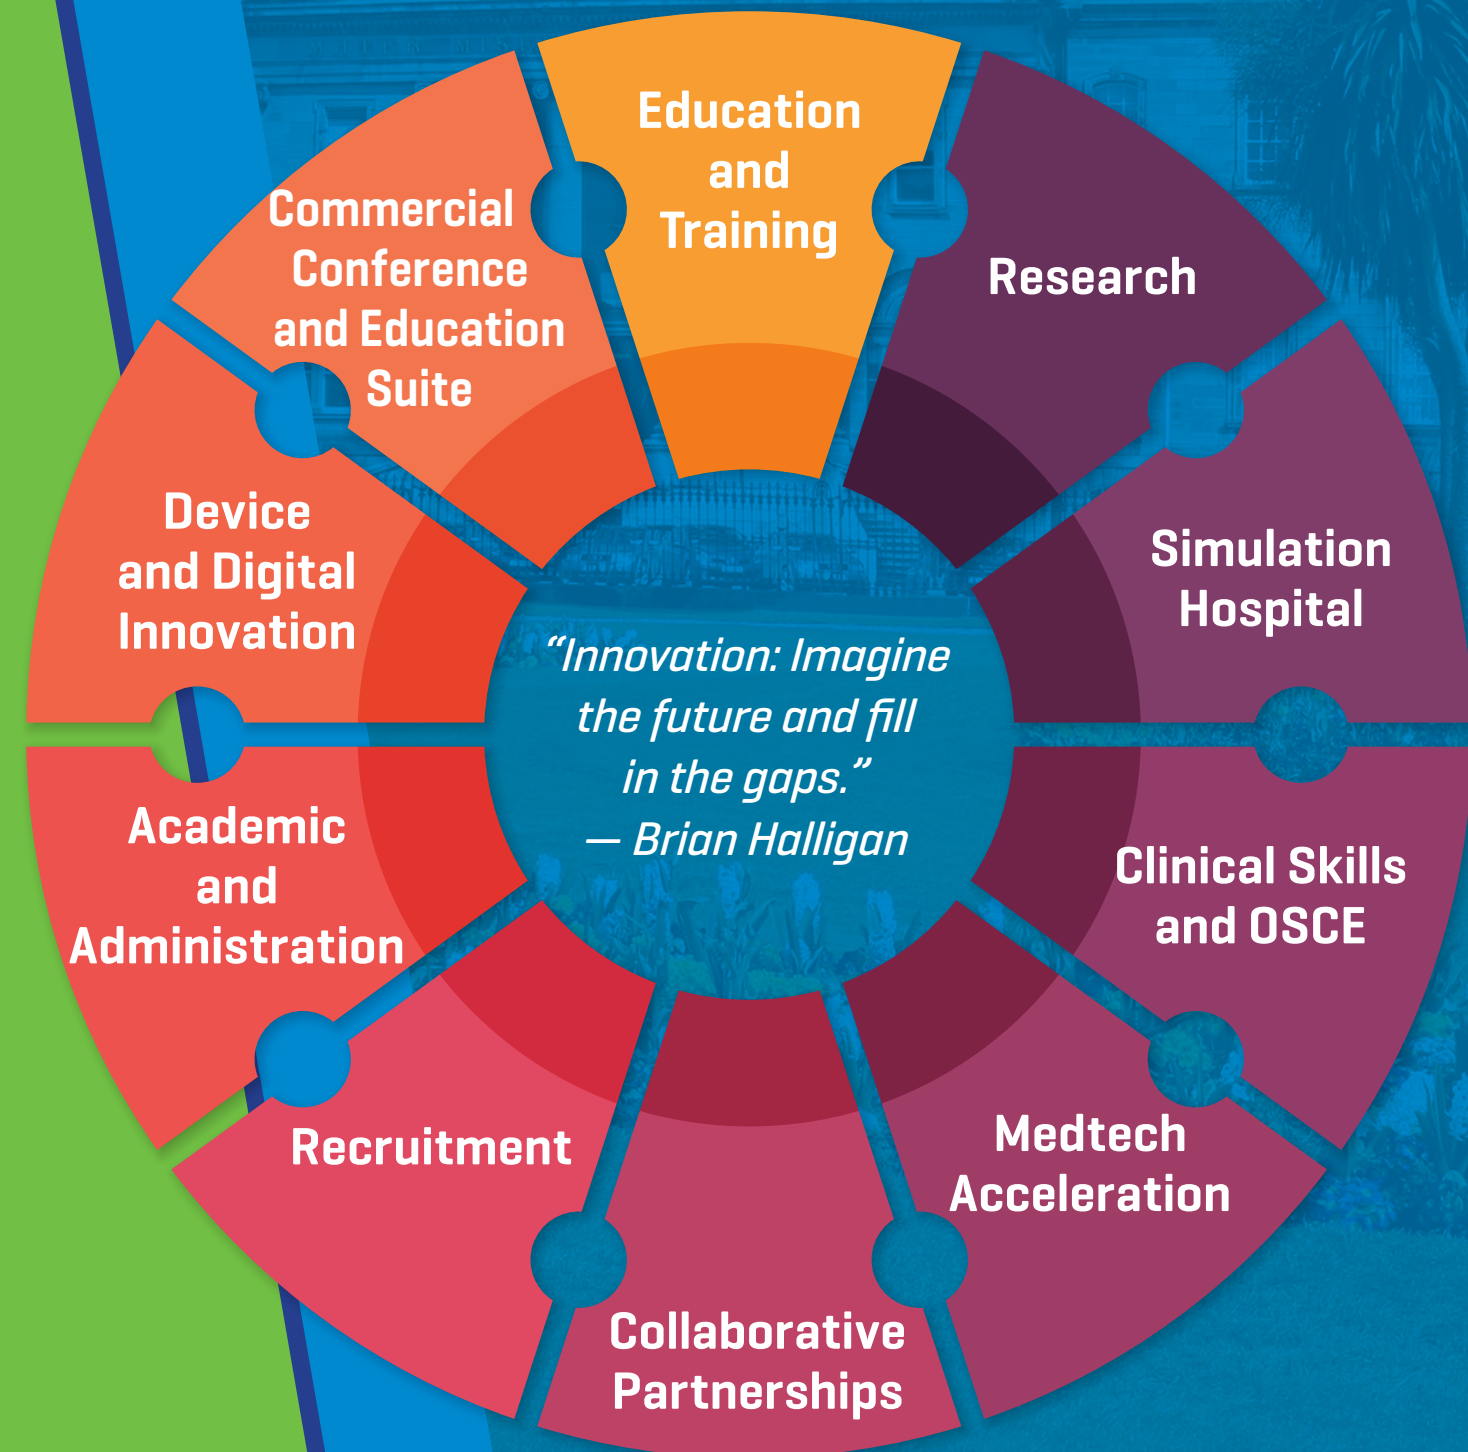 Education
and
Training
Research
Simulation
Hospital
Clinical Skills
and OSCE
Medtech
Acceleration
Collaborative
Partnerships
Recruitment
Academic
and
Administration
Device
and Digital
Innovation
Commercial
Conference
and Education
Suite
“Innovation: Imagine
the future and fill
in the gaps.”
— Brian Halligan